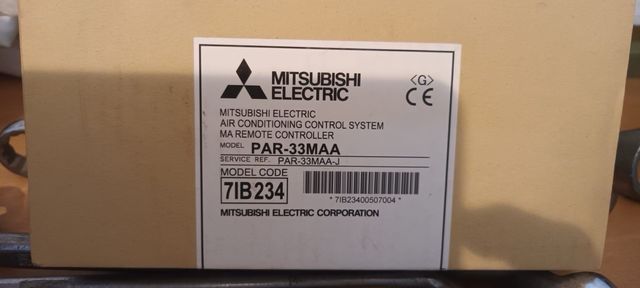 MITSUBISHI
ELECTRIC
<G>
CE
MITSUBISHI ELECTRIC
AIR CONDITIONING CONTROL SYSTEM
MA REMOTE CONTROLLER
MODEL PAR-33MAA
SERVICE REF. PAR-33MAA-J
MODEL CODE
7IB234
* 7IB23400507004 *
MITSUBISHI ELECTRIC CORPORATION